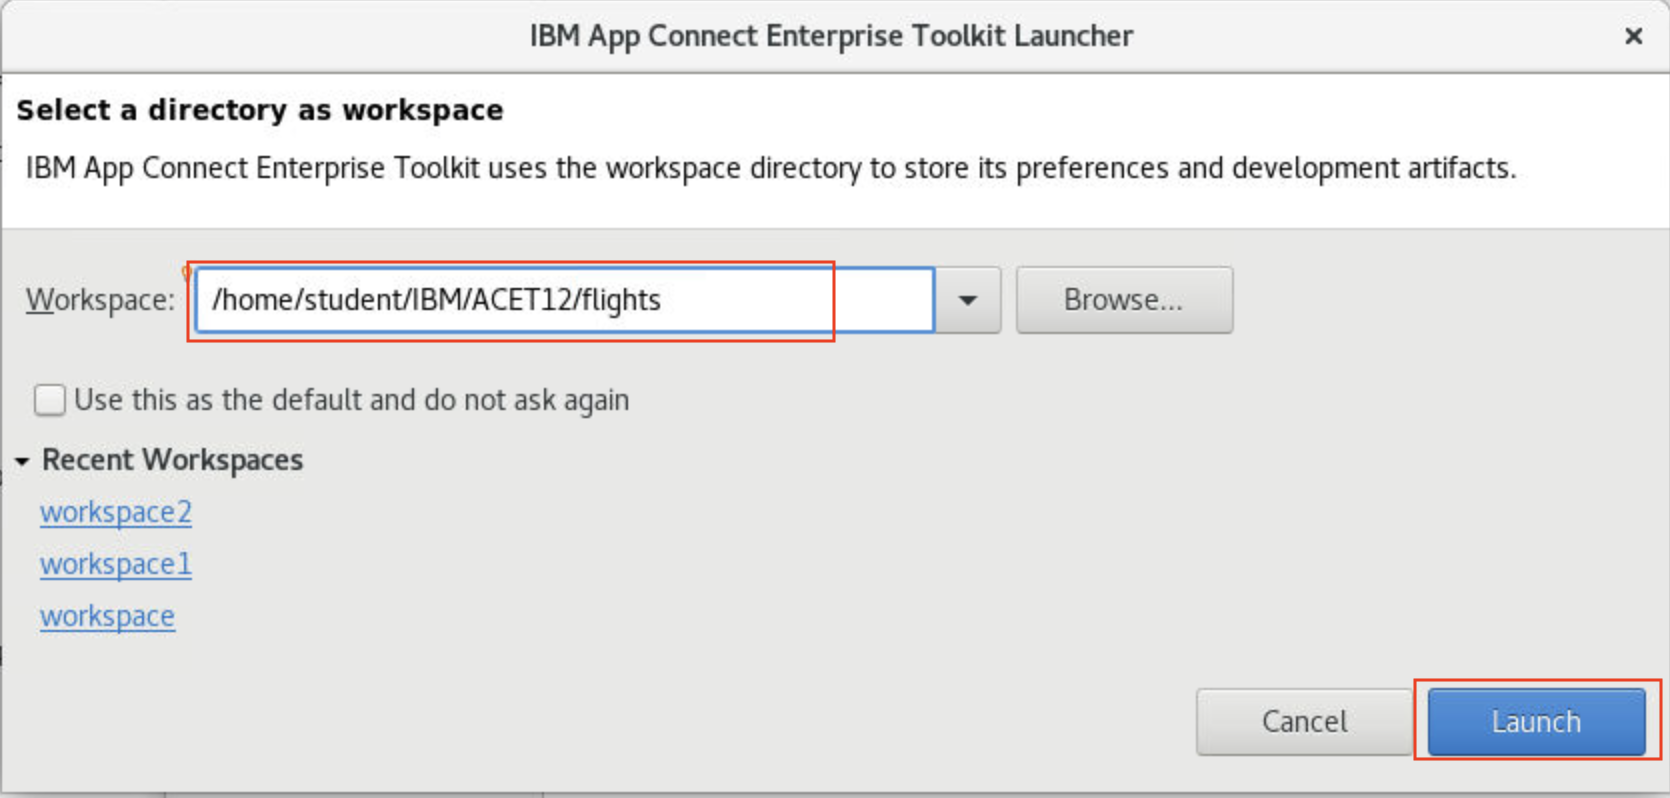 IBM App Connect Enterprise Toolkit Launcher
Select a directory as workspace
IBM App Connect Enterprise Toolkit uses the workspace directory to store its preferences and development artifacts.
Workspace: /home/student/IBM/ACET12/flights Browse...
Use this as the default and do not ask again
Recent Workspaces
workspace2
workspace1
workspace
Cancel Launch